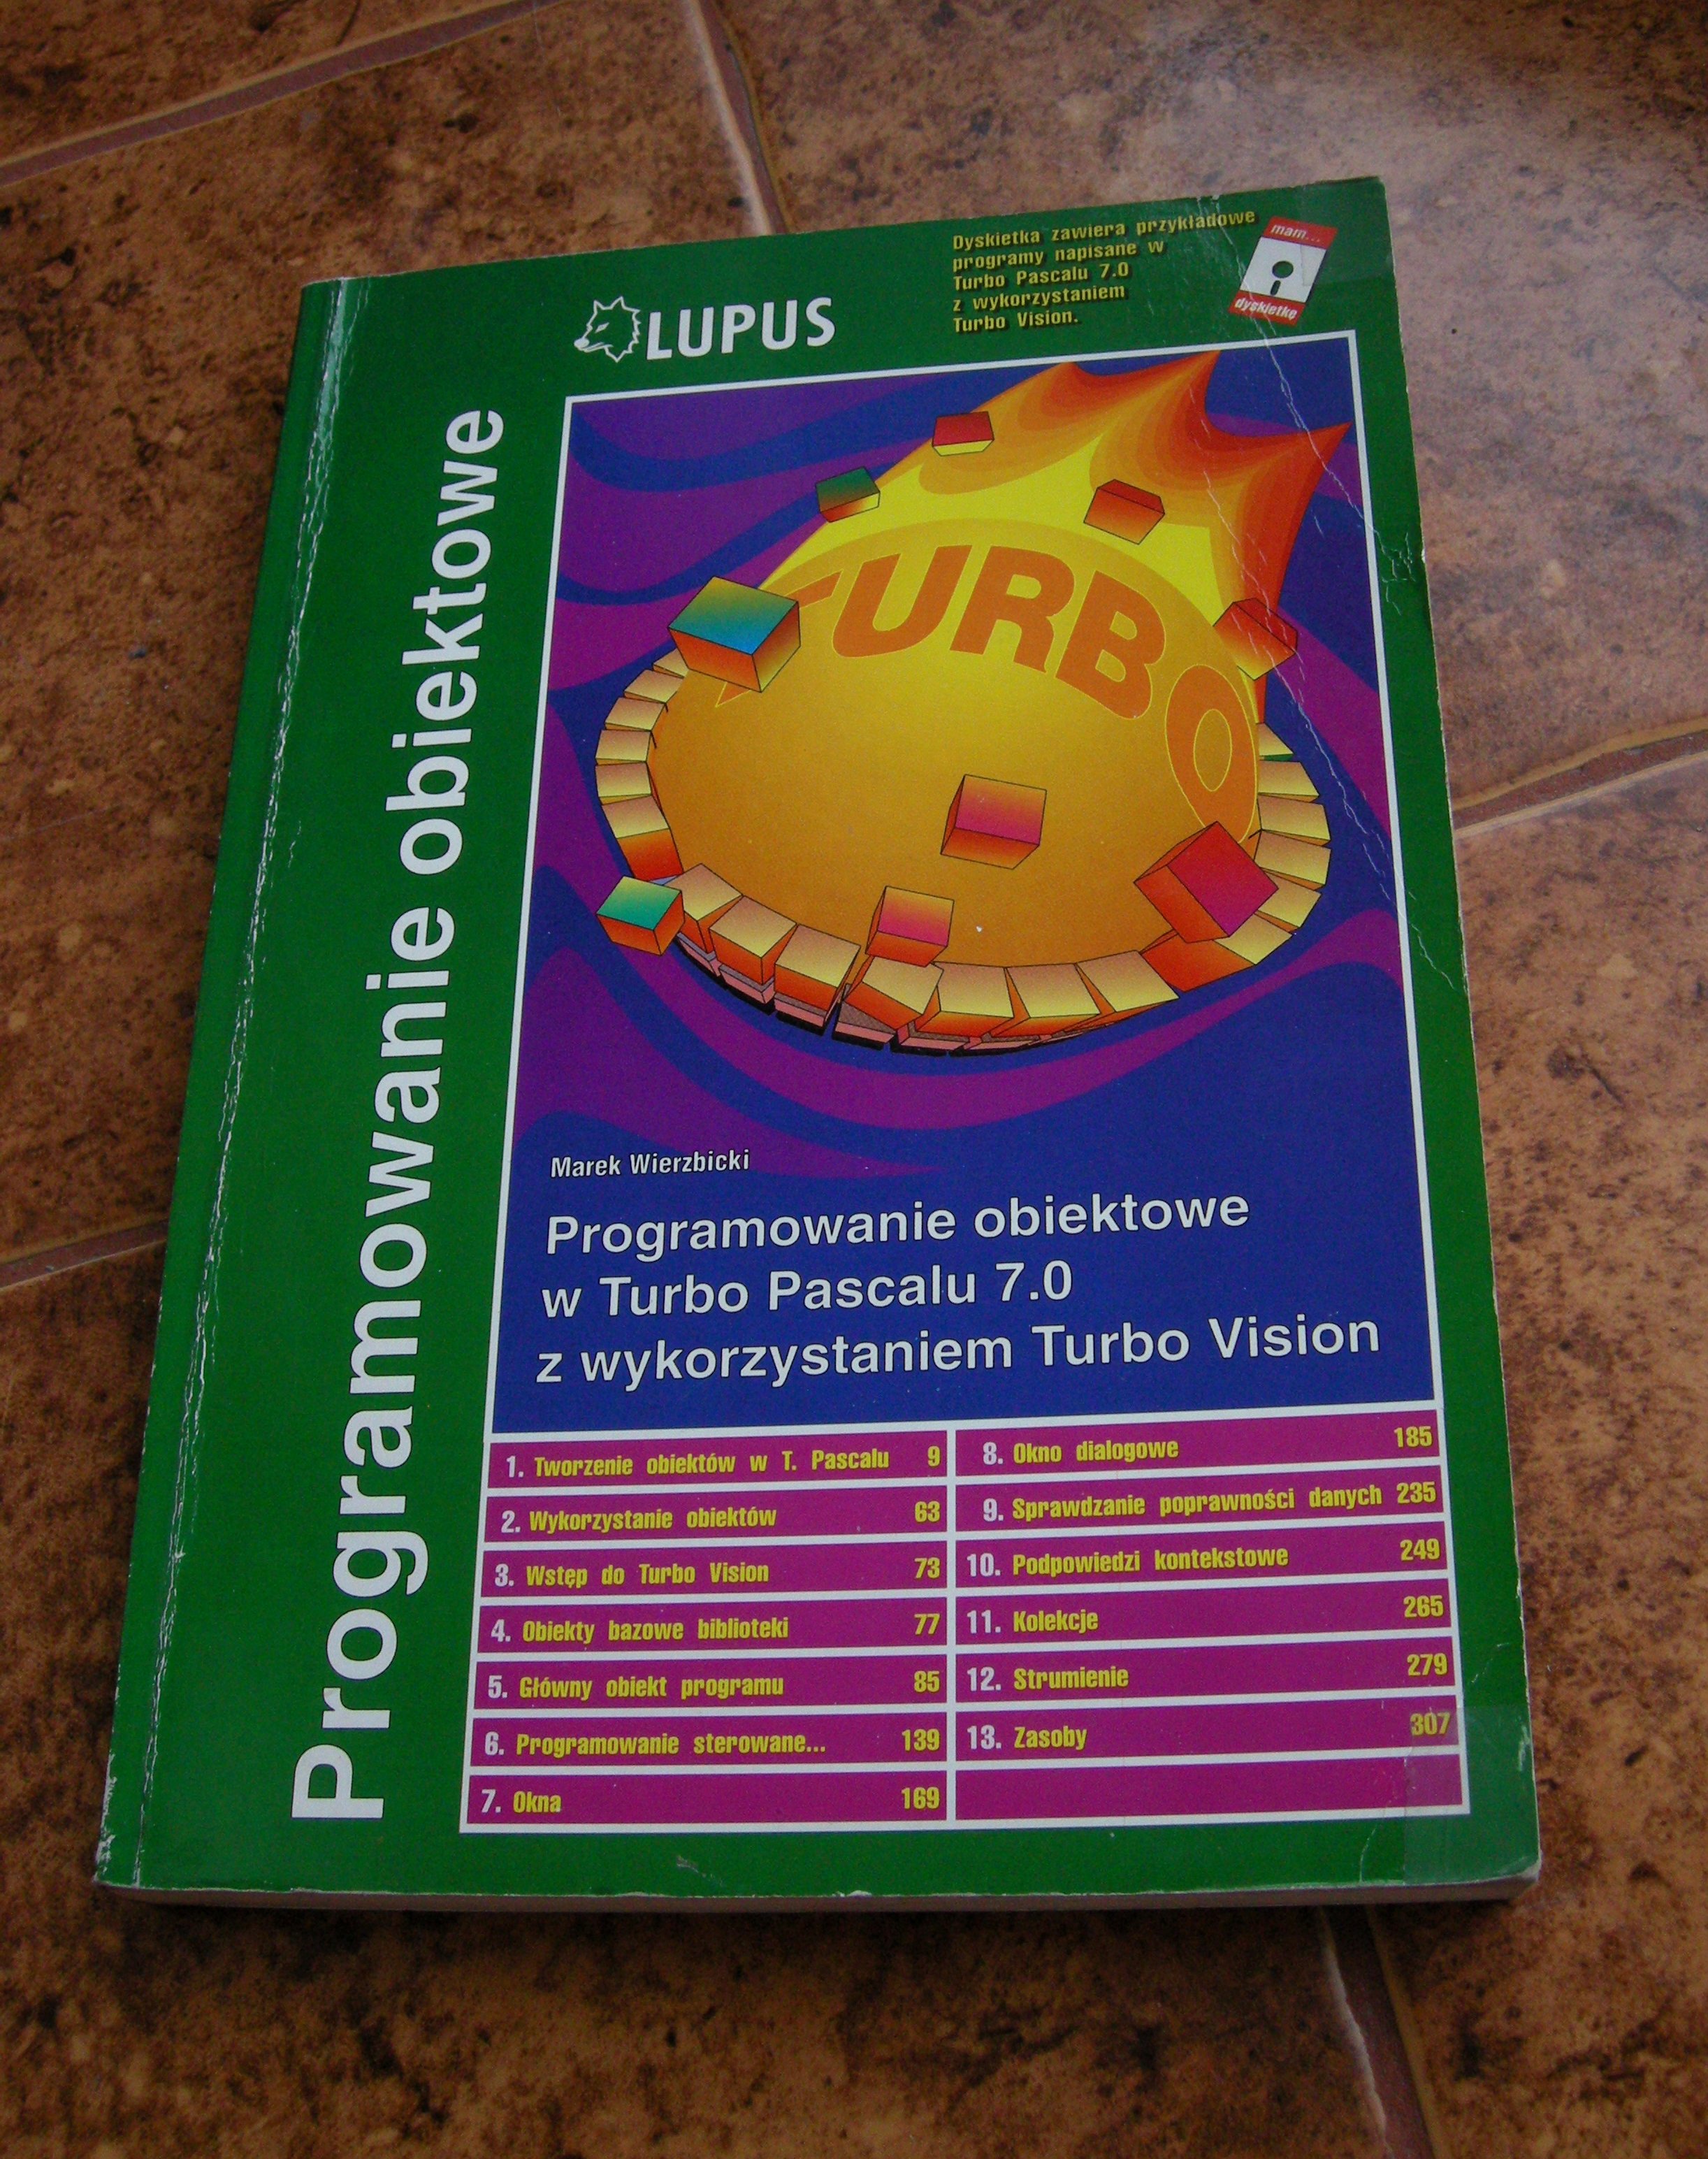 Dyskietka zawiera przykładowe
programy napisane w
Turbo Pascalu 7.0
z wykorzystaniem
Turbo Vision.
mam...
dyskietkę
LUPUS
Programowanie obiektowe
TURBO
Marek Wierzbicki
Programowanie obiektowe
w Turbo Pascalu 7.0
z wykorzystaniem Turbo Vision
1. Tworzenie obiektów w T. Pascalu 9
2. Wykorzystanie obiektów 63
3. Wstęp do Turbo Vision 73
4. Obiekty bazowe biblioteki 77
5. Główny obiekt programu 85
6. Programowanie sterowane... 139
7. Okna 169
8. Okno dialogowe 185
9. Sprawdzanie poprawności danych 235
10. Podpowiedzi kontekstowe 249
11. Kolekcje 265
12. Strumienie 279
13. Zasoby 307